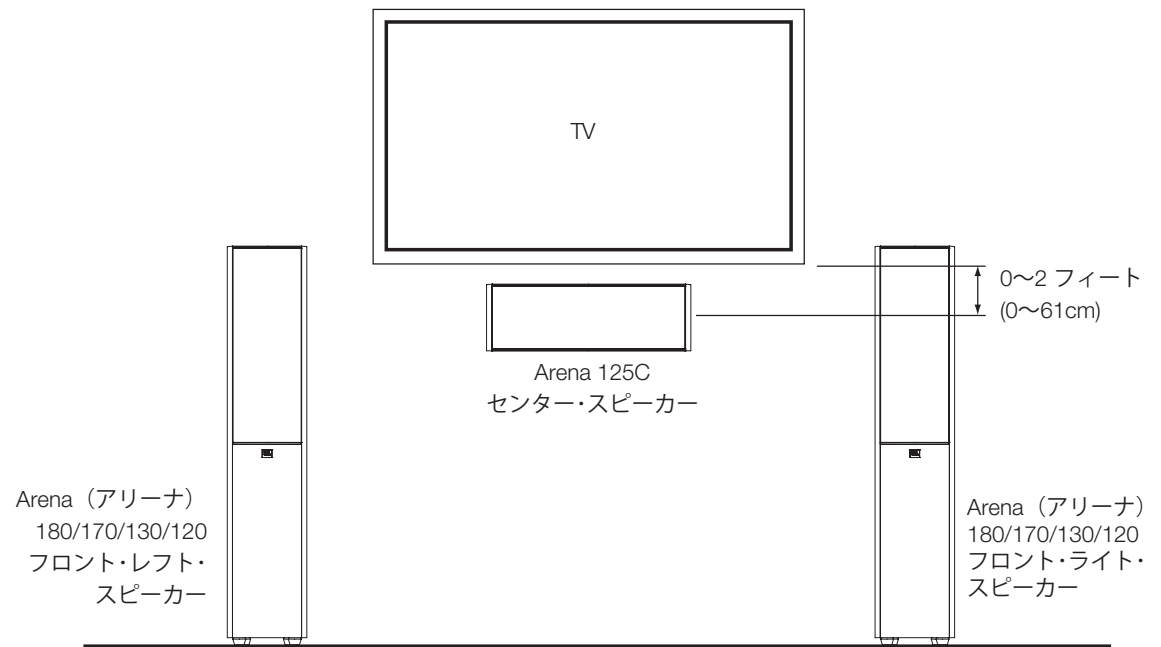 TV
0〜2 フィート
(0〜61cm)
Arena 125C
センター・スピーカー
Arena（アリーナ）
180/170/130/120
フロント・レフト・
スピーカー
Arena（アリーナ）
180/170/130/120
フロント・ライト・
スピーカー